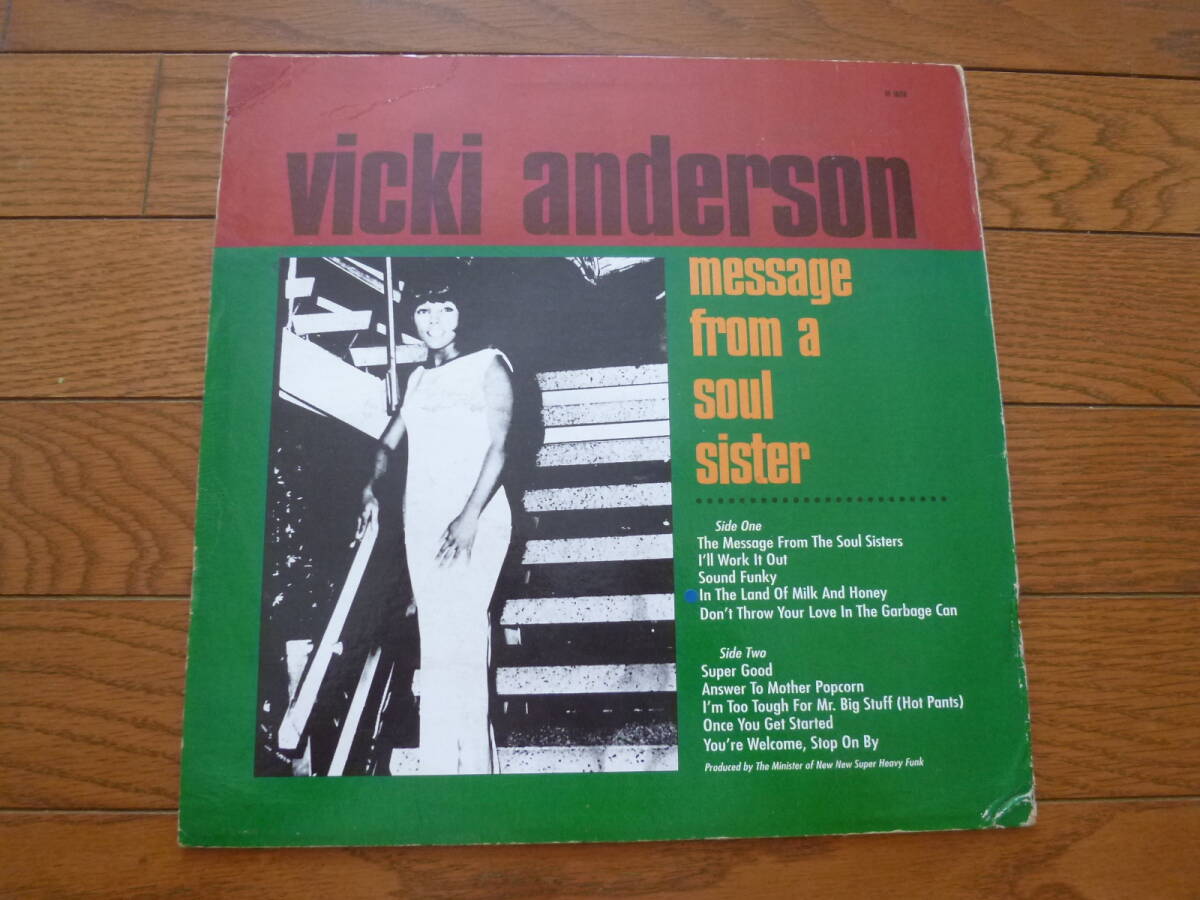 vicki anderson
message
from a
soul
sister
Side One
The Message From The Soul Sisters
I'll Work It Out
Sound Funky
In The Land Of Milk And Honey
Don't Throw Your Love In The Garbage Can
Side Two
Super Good
Answer To Mother Popcorn
I'm Too Tough For Mr. Big Stuff (Hot Pants)
Once You Get Started
You're Welcome, Stop On By
Produced by The Minister of New New Super Heavy Funk